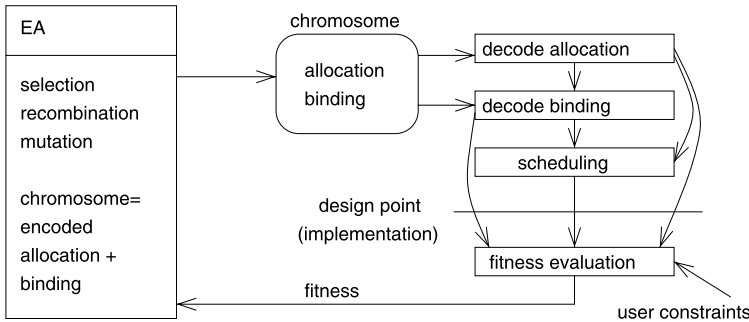 EA
selection
recombination
mutation
chromosome=
encoded
allocation +
binding
chromosome
allocation
binding
decode allocation
decode binding
scheduling
design point
(implementation)
fitness evaluation
fitness
user constraints